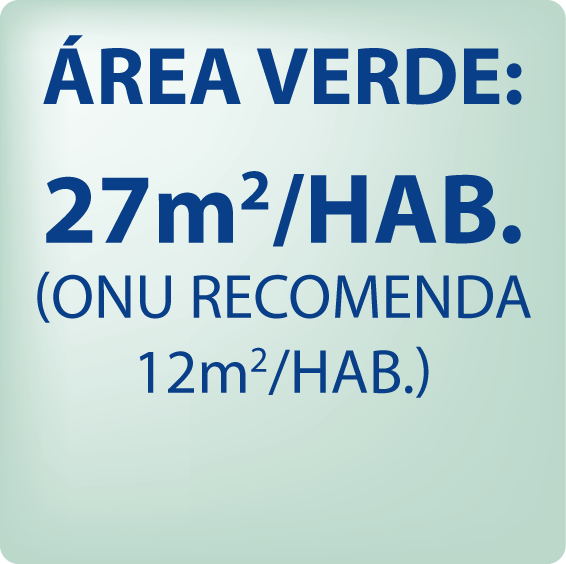 ÁREA VERDE:
27m²/HAB.
(ONU RECOMENDA
12m²/HAB.)